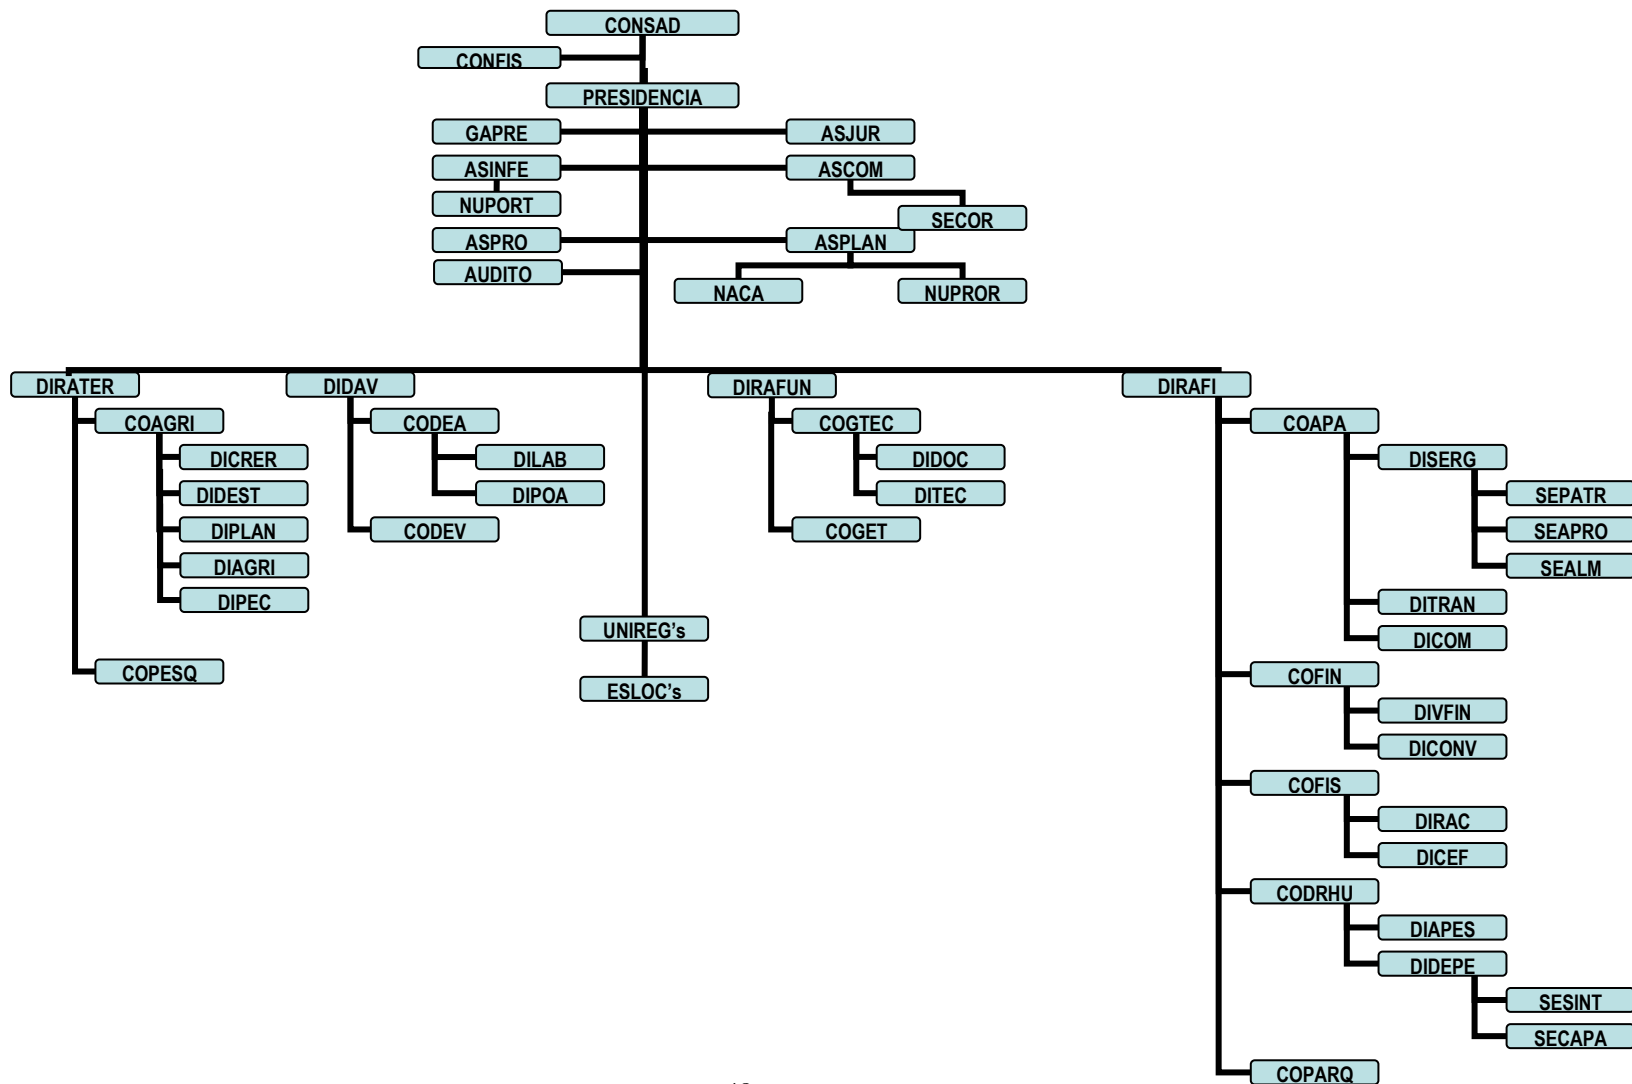 CONSAD
CONFIS
PRESIDENCIA
GAPRE
ASJUR
ASINFE
ASCOM
NUPORT
SECOR
ASPRO
ASPLAN
AUDITO
NACA
NUPROR
DIRATER
DIDAV
DIRAFUN
DIRAFI
COAGRI
CODEA
COGTEC
COAPA
DICRER
DILAB
DIDOC
DISERG
DIDEST
DIPOA
DITEC
SEPATR
DIPLAN
CODEV
COGET
SEAPRO
DIAGRI
SEALM
DIPEC
DITRAN
UNIREG's
DICOM
COPESQ
COFIN
ESLOC's
DIVFIN
DICONV
COFIS
DIRAC
DICEF
CODRHU
DIAPES
DIDEPE
SESINT
SECAPA
COPARQ